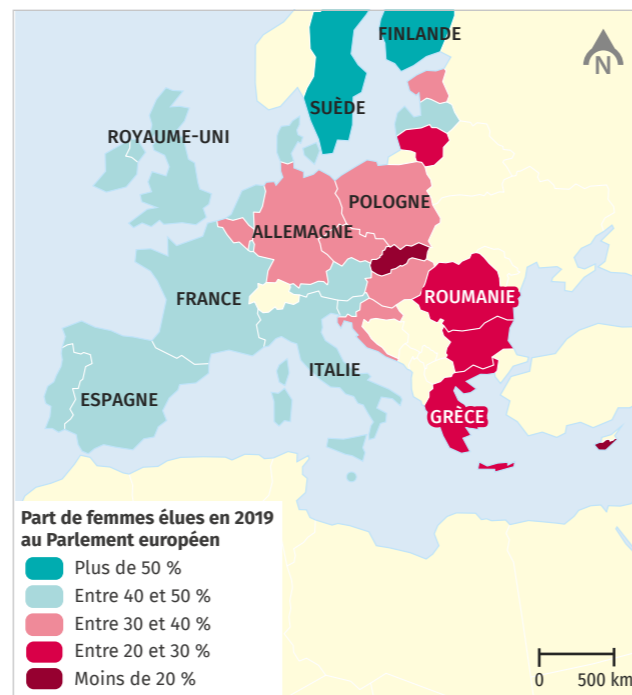 FINLANDE
N
SUÈDE
ROYAUME-UNI
POLOGNE
ALLEMAGNE
FRANCE
ROUMANIE
ITALIE
ESPAGNE
GRÈCE
Part de femmes élues en 2019
au Parlement européen
Plus de 50 %
Entre 40 et 50 %
Entre 30 et 40 %
Entre 20 et 30 %
Moins de 20 %
0 500 km